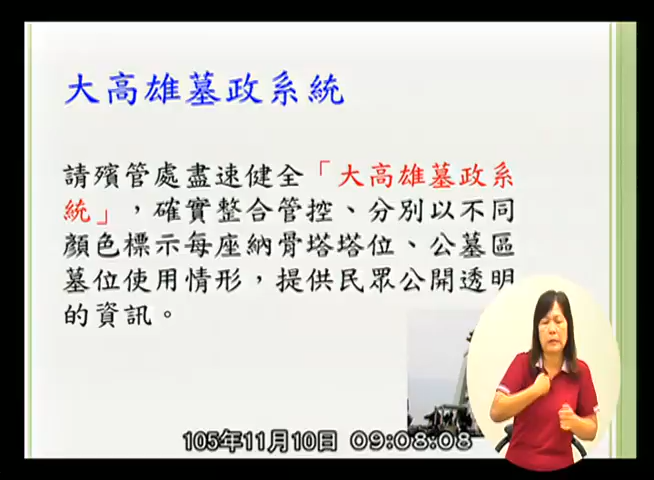 大高雄墓政系統
請殯管處盡速健全「大高雄墓政系
統」，確實整合管控、分別以不同
顏色標示每座納骨塔塔位、公墓區
墓位使用情形，提供民眾公開透明
的資訊。
105年11月10日 09:08:08